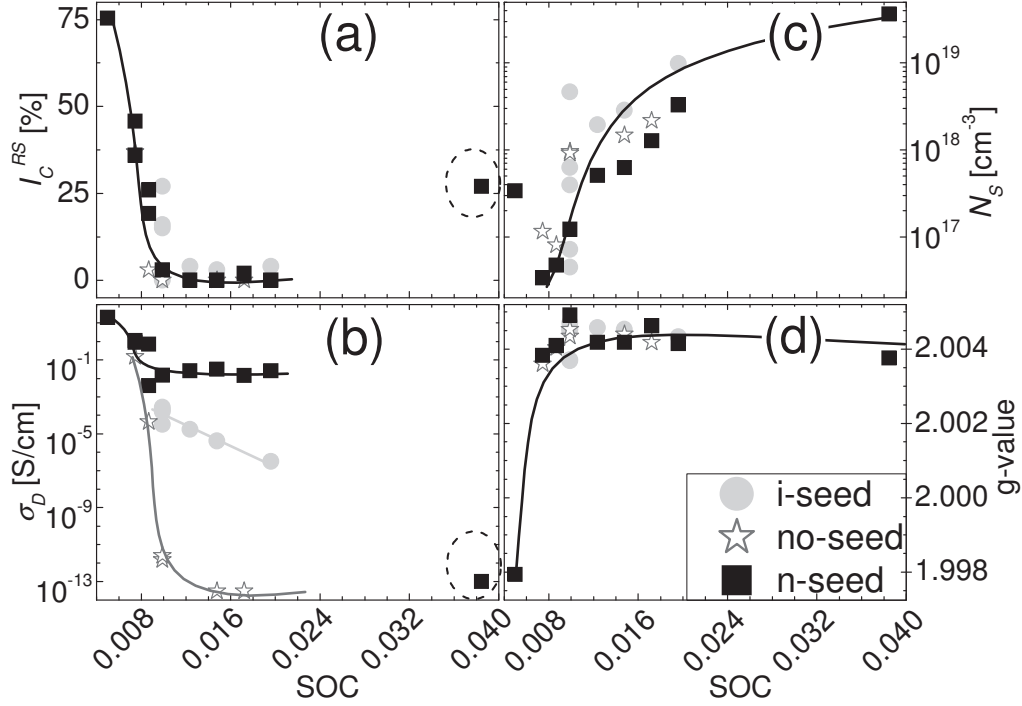 (a)
75
50
25
0
I_C^RS [%]
(c)
10^19
10^18
10^17
N_S [cm^-3]
(b)
10^-1
10^-5
10^-9
10^-13
σ_D [S/cm]
(d)
2.004
2.002
2.000
1.998
g-value
i-seed
no-seed
n-seed
0.008
0.016
0.024
0.032
0.040
SOC
0.008
0.016
0.024
0.032
0.040
SOC